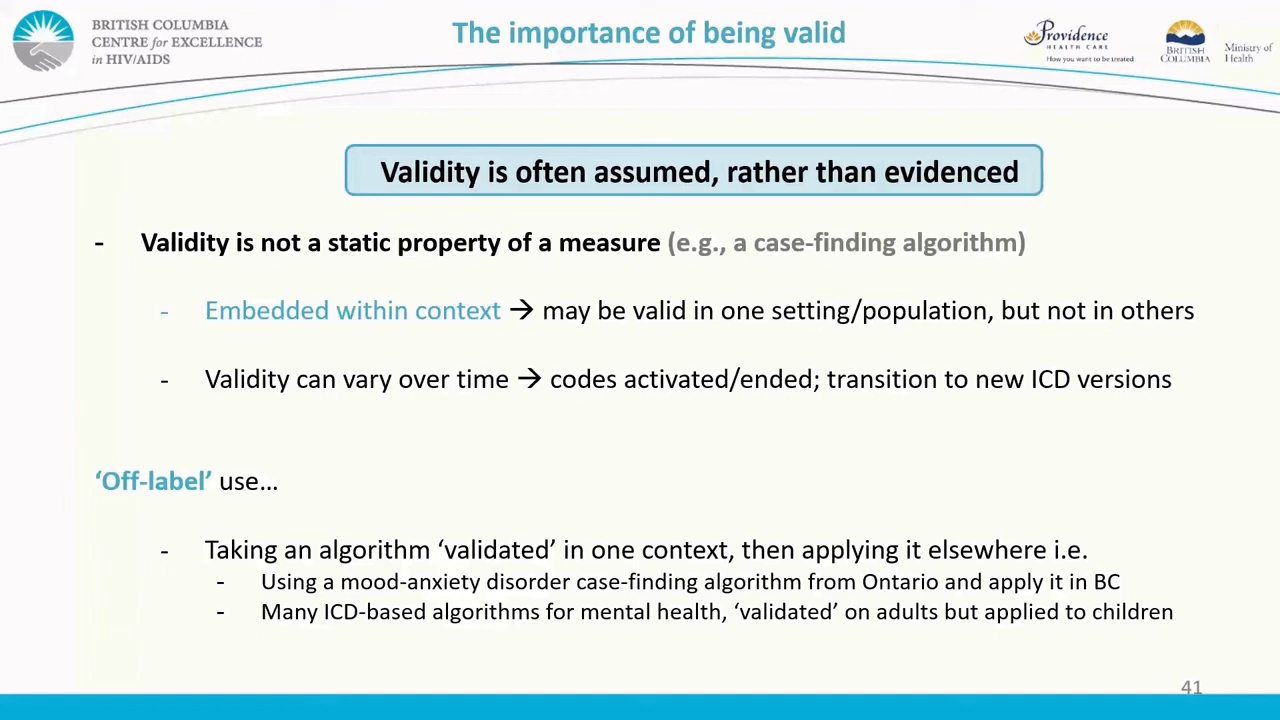 BRITISH COLUMBIA
CENTRE for EXCELLENCE
in HIV/AIDS
The importance of being valid
Providence
HEALTH CARE
How you want to be treated.
BRITISH
COLUMBIA
Ministry of
Health
Validity is often assumed, rather than evidenced
- Validity is not a static property of a measure (e.g., a case-finding algorithm)
- Embedded within context → may be valid in one setting/population, but not in others
- Validity can vary over time → codes activated/ended; transition to new ICD versions
‘Off-label’ use…
- Taking an algorithm ‘validated’ in one context, then applying it elsewhere i.e.
- Using a mood-anxiety disorder case-finding algorithm from Ontario and apply it in BC
- Many ICD-based algorithms for mental health, ‘validated’ on adults but applied to children
41